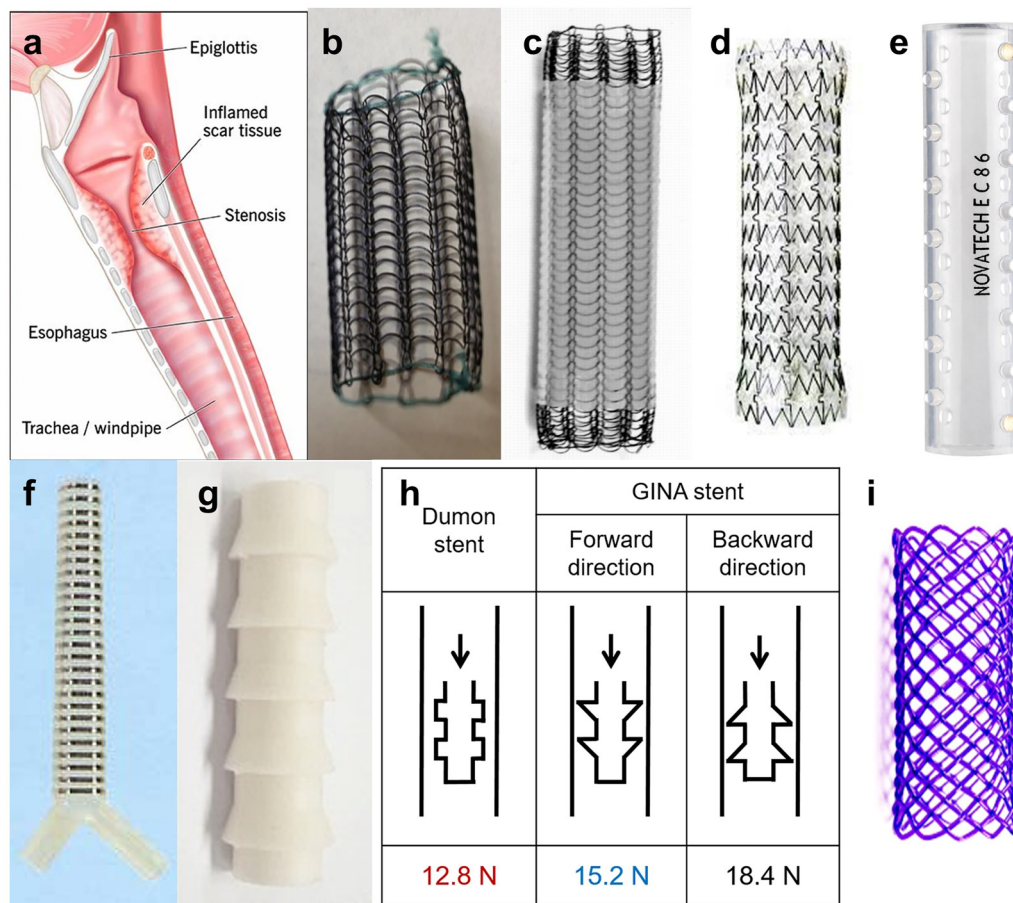 a
Epiglottis
Inflamed
scar tissue
Stenosis
Esophagus
Trachea / windpipe
b
c
d
e
NOVATECH E C 8 6
f
g
h
Dumon
stent
GINA stent
Forward
direction
Backward
direction
12.8 N
15.2 N
18.4 N
i